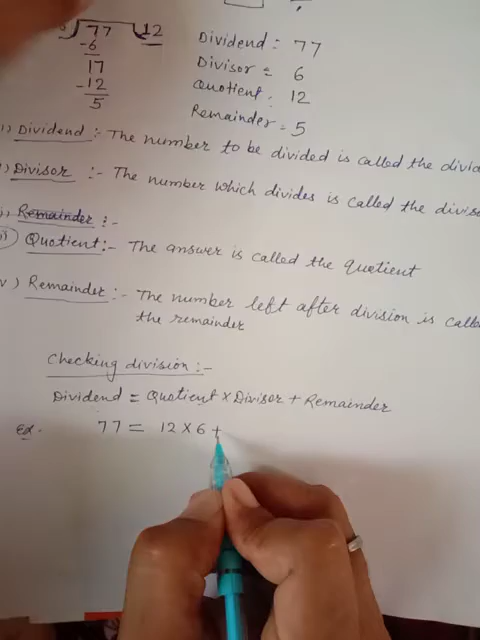 77 12
-6
17
-12
5
Dividend: 77
Divisor = 6
Quotient: 12
Remainder = 5
i) Dividend :- The number to be divided is called the
Divisor :- The number which divides is called the
Remainder :-
Quotient:- The answer is called the quetient
v) Remainder:- The number left after division is
the remainder
Checking division :-
Dividend = Quotient × Divisor + Remainder
Ex. 77 = 12 × 6 +